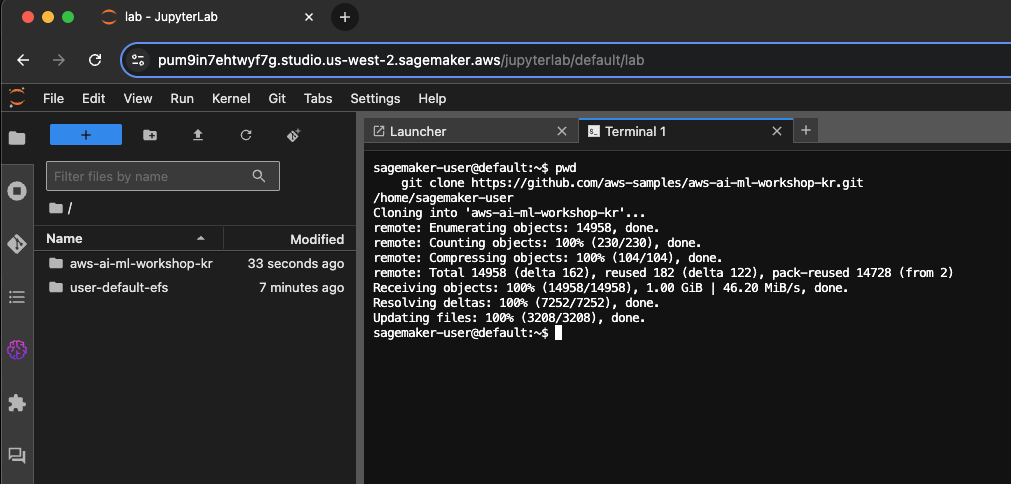 lab - JupyterLab
pum9in7ehtwyf7g.studio.us-west-2.sagemaker.aws/jupyterlab/default/lab
File Edit View Run Kernel Git Tabs Settings Help
Launcher
Terminal 1
Filter files by name
/
Name Modified
aws-ai-ml-workshop-kr 33 seconds ago
user-default-efs 7 minutes ago
sagemaker-user@default:~$ pwd
    git clone https://github.com/aws-samples/aws-ai-ml-workshop-kr.git
/home/sagemaker-user
Cloning into 'aws-ai-ml-workshop-kr'...
remote: Enumerating objects: 14958, done.
remote: Counting objects: 100% (230/230), done.
remote: Compressing objects: 100% (104/104), done.
remote: Total 14958 (delta 162), reused 182 (delta 122), pack-reused 14728 (from 2)
Receiving objects: 100% (14958/14958), 1.00 GiB | 46.20 MiB/s, done.
Resolving deltas: 100% (7252/7252), done.
Updating files: 100% (3208/3208), done.
sagemaker-user@default:~$